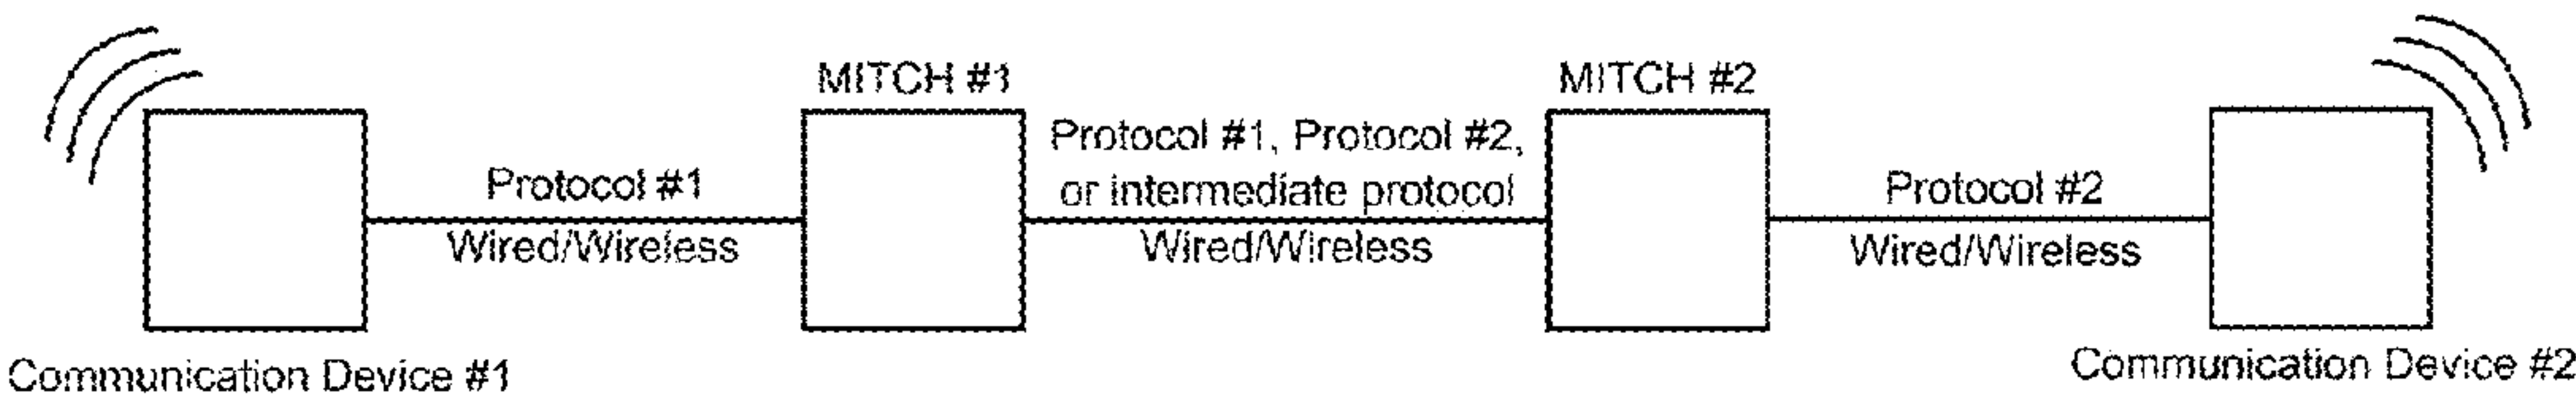 MITCH #1
MITCH #2
Protocol #1
Wired/Wireless
Protocol #1, Protocol #2,
or intermediate protocol
Wired/Wireless
Protocol #2
Wired/Wireless
Communication Device #1
Communication Device #2